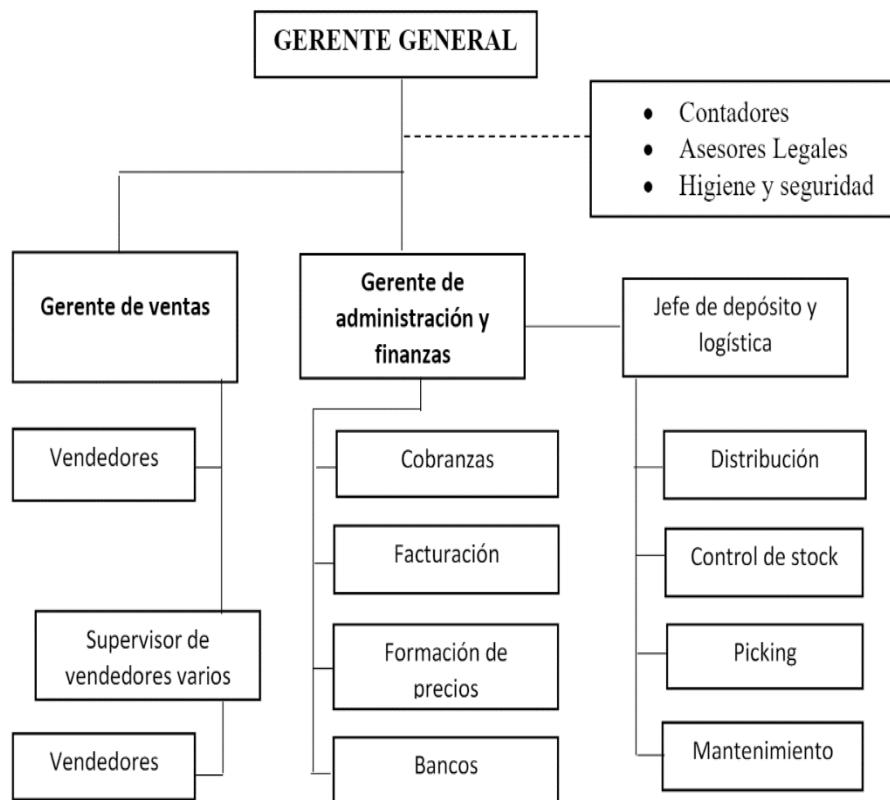 GERENTE GENERAL
• Contadores
• Asesores Legales
• Higiene y seguridad
Gerente de ventas
Gerente de
administración y
finanzas
Jefe de depósito y
logística
Vendedores
Supervisor de
vendedores varios
Vendedores
Cobranzas
Facturación
Formación de
precios
Bancos
Distribución
Control de stock
Picking
Mantenimiento